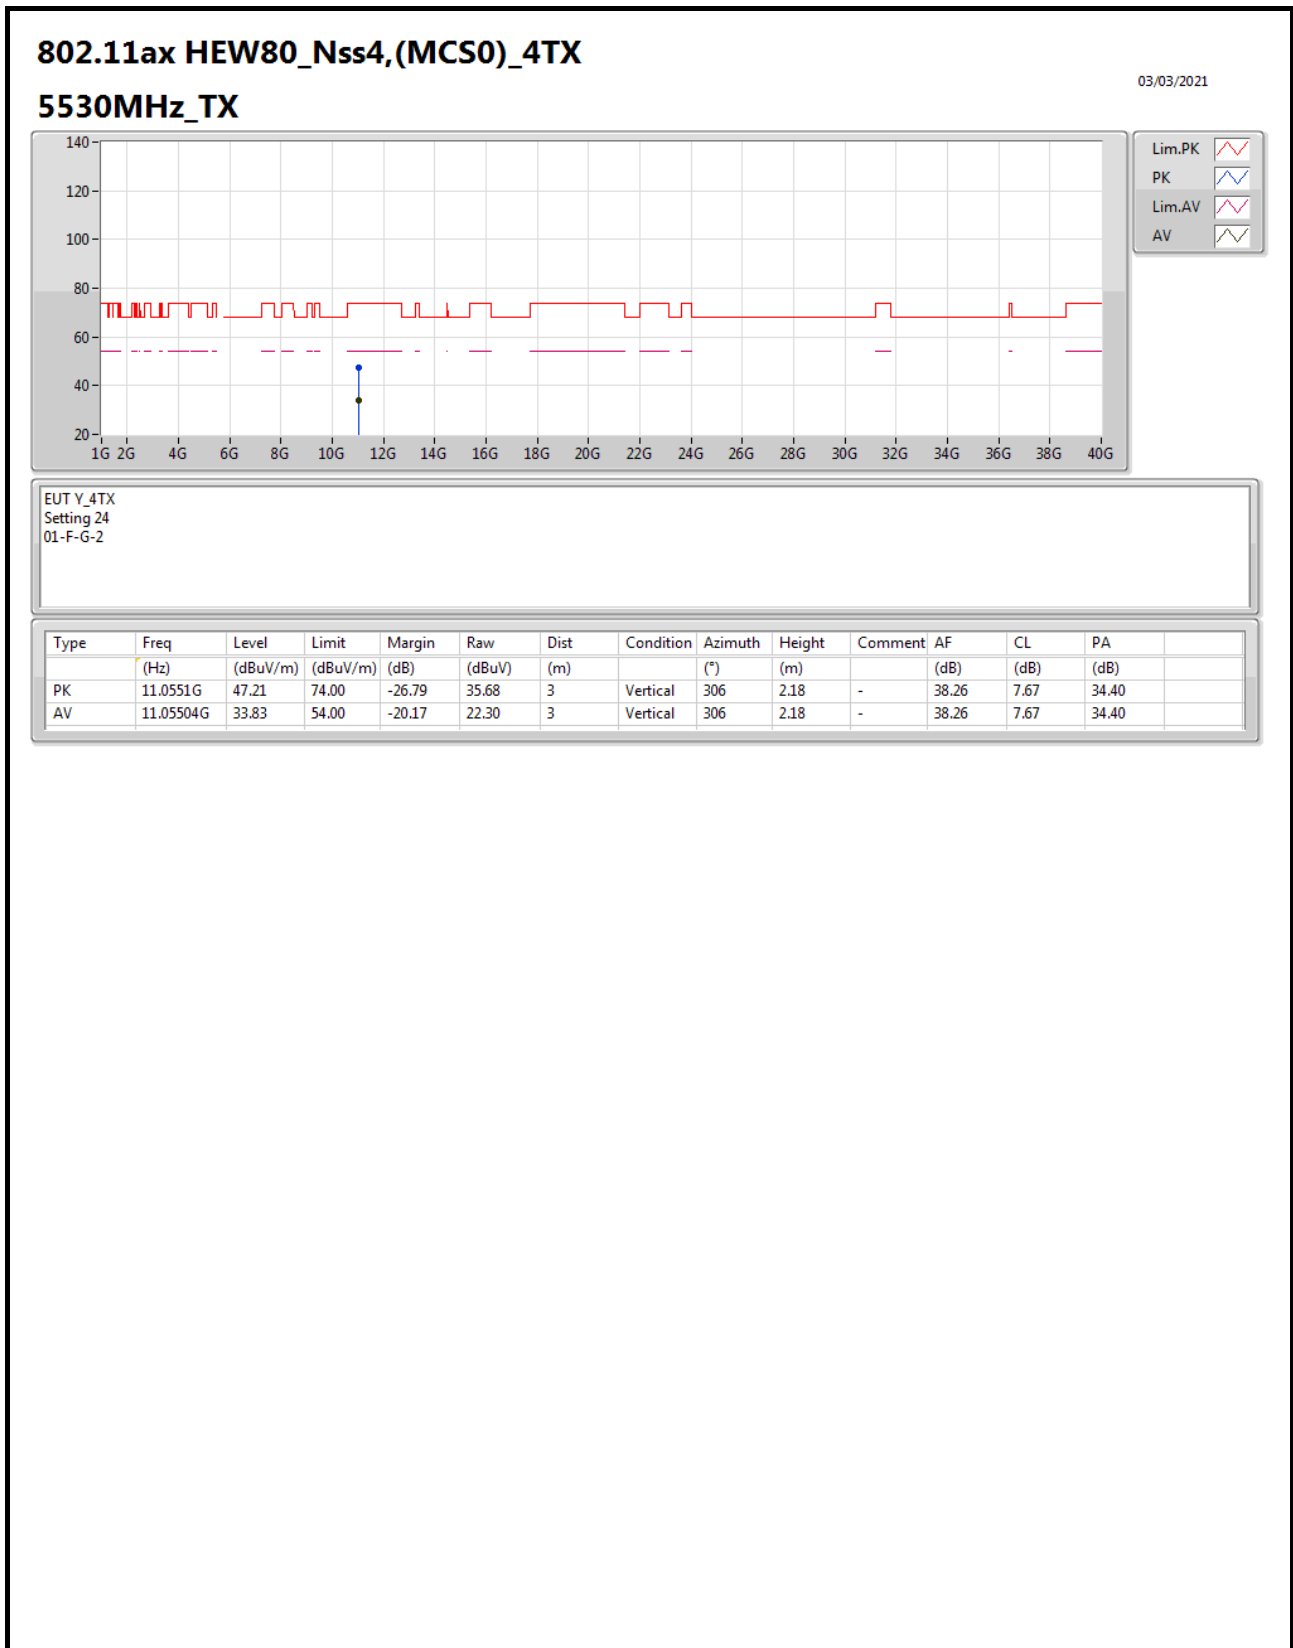 802.11ax HEW80_Nss4,(MCS0)_4TX
03/03/2021
5530MHz_TX
140
120
100
80
60
40
20
1G 2G 4G 6G 8G 10G 12G 14G 16G 18G 20G 22G 24G 26G 28G 30G 32G 34G 36G 38G 40G
Lim.PK
PK
Lim.AV
AV
EUT Y_4TX
Setting 24
01-F-G-2
Type Freq Level Limit Margin Raw Dist Condition Azimuth Height Comment AF CL PA
(Hz) (dBuV/m) (dBuV/m) (dB) (dBuV) (m) (°) (m) (dB) (dB) (dB)
PK 11.0551G 47.21 74.00 -26.79 35.68 3 Vertical 306 2.18 - 38.26 7.67 34.40
AV 11.05504G 33.83 54.00 -20.17 22.30 3 Vertical 306 2.18 - 38.26 7.67 34.40